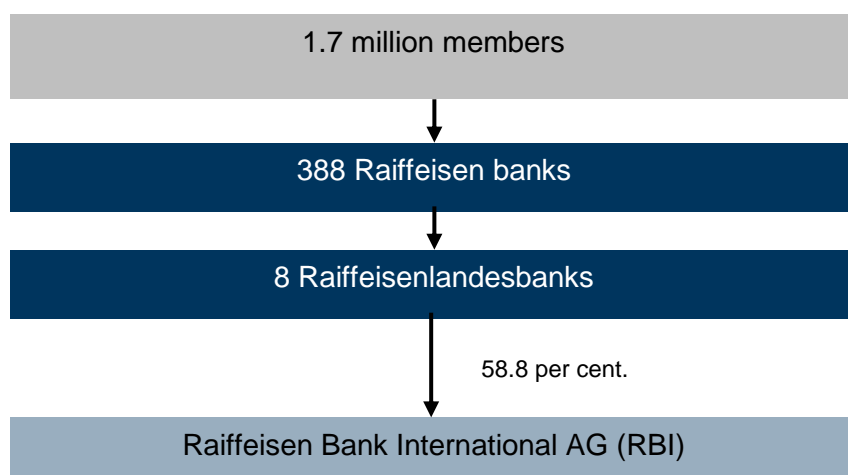 1.7 million members
388 Raiffeisen banks
8 Raiffeisenlandesbanks
58.8 per cent.
Raiffeisen Bank International AG (RBI)